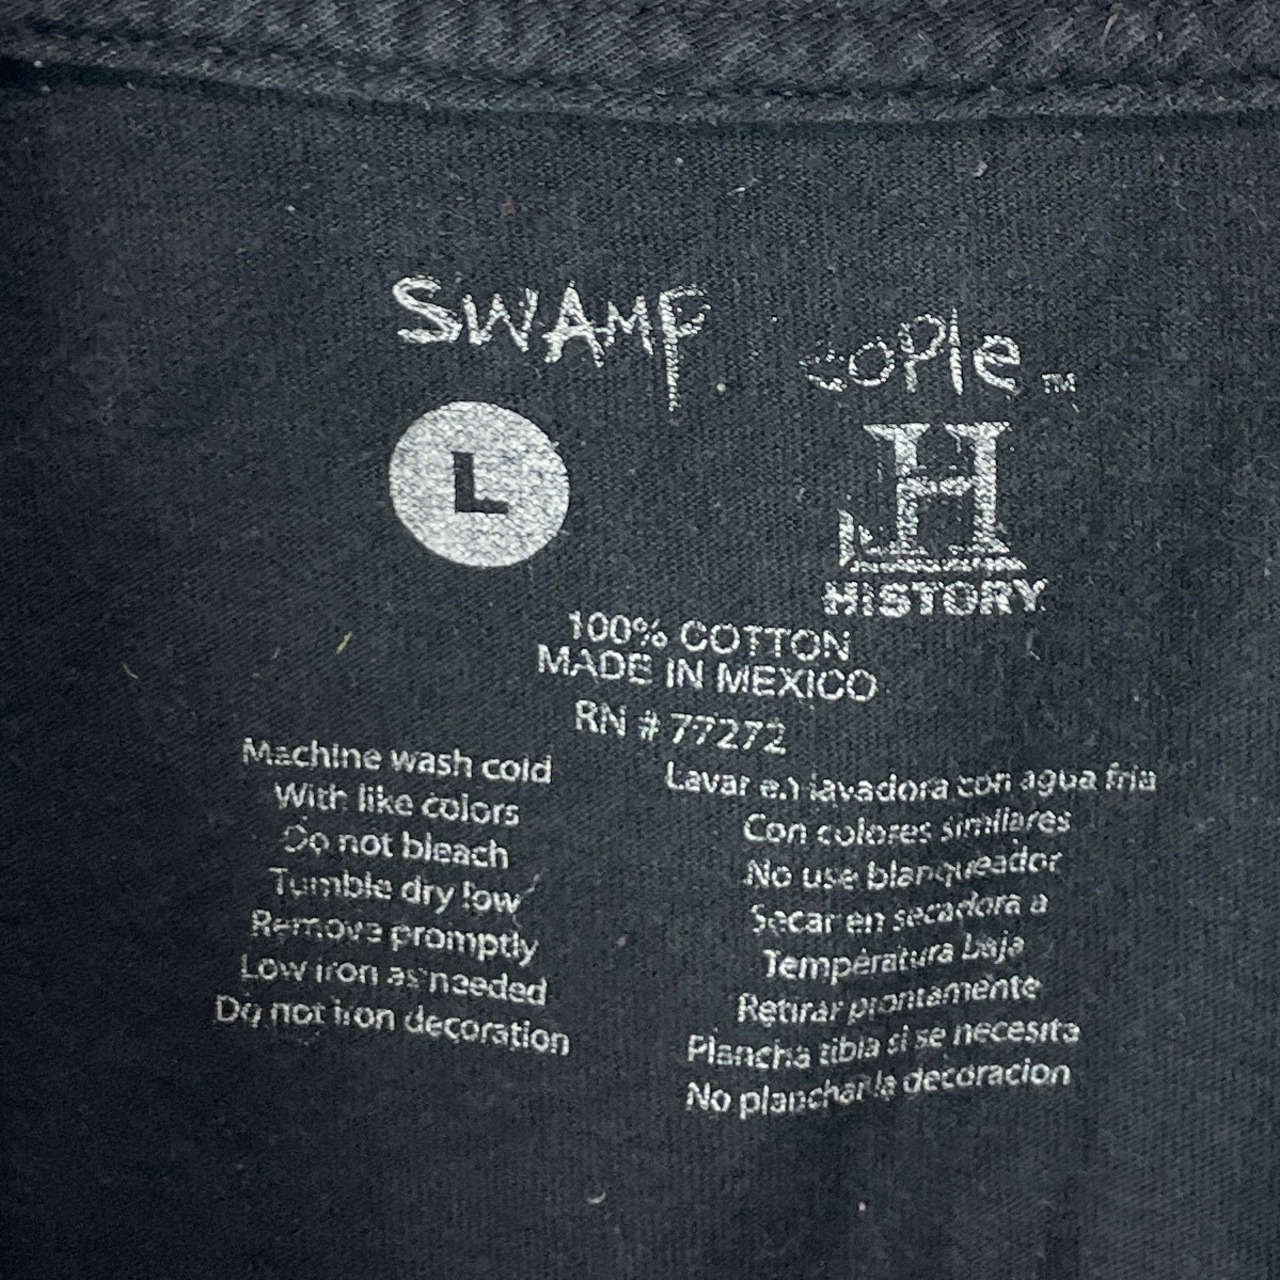 SWAMP eople™
L
H
HISTORY
100% COTTON
MADE IN MEXICO
RN # 77272
Machine wash cold
With like colors
Do not bleach
Tumble dry low
Remove promptly
Low iron as needed
Do not iron decoration
Lavar en lavadora con agua fria
Con colores similares
No use blanqueador
Secar en secadora a
Temperatura baja
Retirar prontamente
Plancha tibia si se necesita
No planchar la decoracion